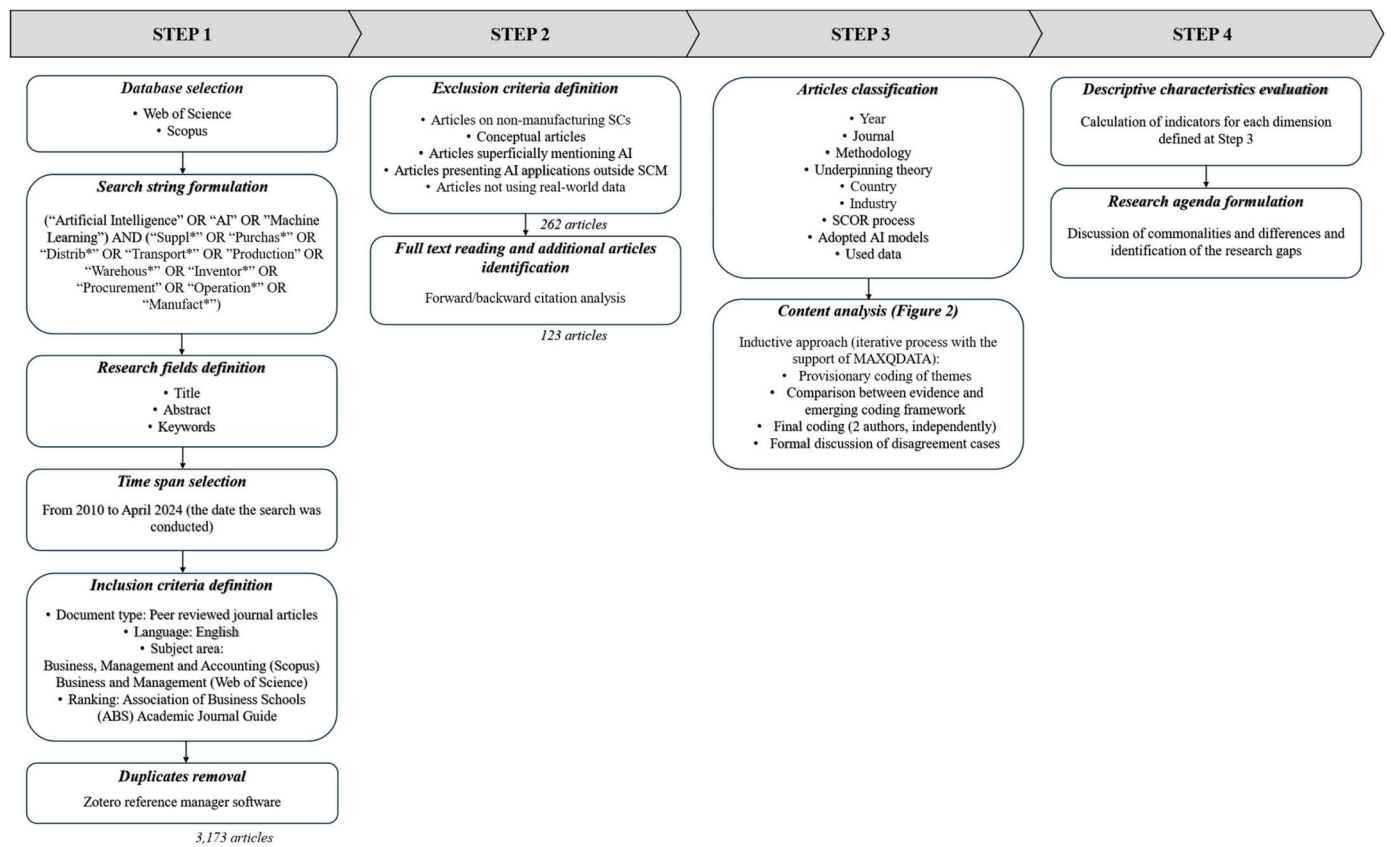 STEP 1
Database selection
• Web of Science
• Scopus
Search string formulation
(“Artificial Intelligence” OR “AI” OR ”Machine
Learning”) AND (“Suppl*” OR “Purchas*” OR
“Distrib*” OR “Transport*” OR ”Production” OR
“Warehous*” OR “Inventor*” OR
“Procurement” OR “Operation*” OR
“Manufact*”)
Research fields definition
• Title
• Abstract
• Keywords
Time span selection
From 2010 to April 2024 (the date the search was
conducted)
Inclusion criteria definition
• Document type: Peer reviewed journal articles
• Language: English
• Subject area:
Business, Management and Accounting (Scopus)
Business and Management (Web of Science)
• Ranking: Association of Business Schools
(ABS) Academic Journal Guide
Duplicates removal
Zotero reference manager software
3,173 articles
STEP 2
Exclusion criteria definition
• Articles on non-manufacturing SCs
• Conceptual articles
• Articles superficially mentioning AI
• Articles presenting AI applications outside SCM
• Articles not using real-world data
262 articles
Full text reading and additional articles
identification
Forward/backward citation analysis
123 articles
STEP 3
Articles classification
• Year
• Journal
• Methodology
• Underpinning theory
• Country
• Industry
• SCOR process
• Adopted AI models
• Used data
Content analysis (Figure 2)
Inductive approach (iterative process with the
support of MAXQDATA):
• Provisionary coding of themes
• Comparison between evidence and
emerging coding framework
• Final coding (2 authors, independently)
• Formal discussion of disagreement cases
STEP 4
Descriptive characteristics evaluation
Calculation of indicators for each dimension
defined at Step 3
Research agenda formulation
Discussion of commonalities and differences and
identification of the research gaps